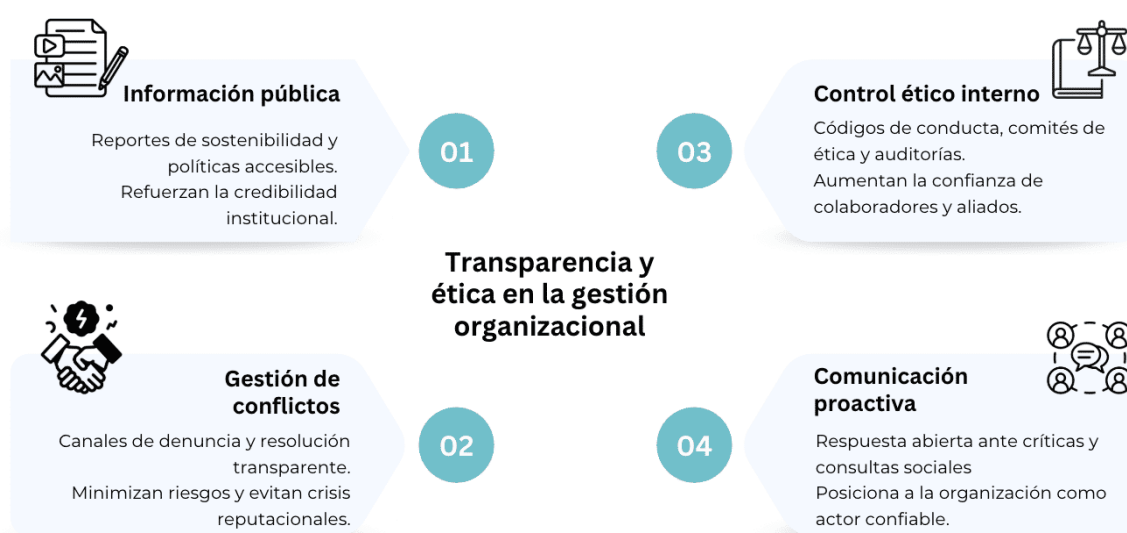 Información pública
Reportes de sostenibilidad y
políticas accesibles.
Refuerzan la credibilidad
institucional.
01
Transparencia y
ética en la gestión
organizacional
Gestión de
conflictos
Canales de denuncia y resolución
transparente.
Minimizan riesgos y evitan crisis
reputacionales.
02
03
Control ético interno
Códigos de conducta, comités de
ética y auditorías.
Aumentan la confianza de
colaboradores y aliados.
04
Comunicación
proactiva
Respuesta abierta ante críticas y
consultas sociales
Posiciona a la organización como
actor confiable.